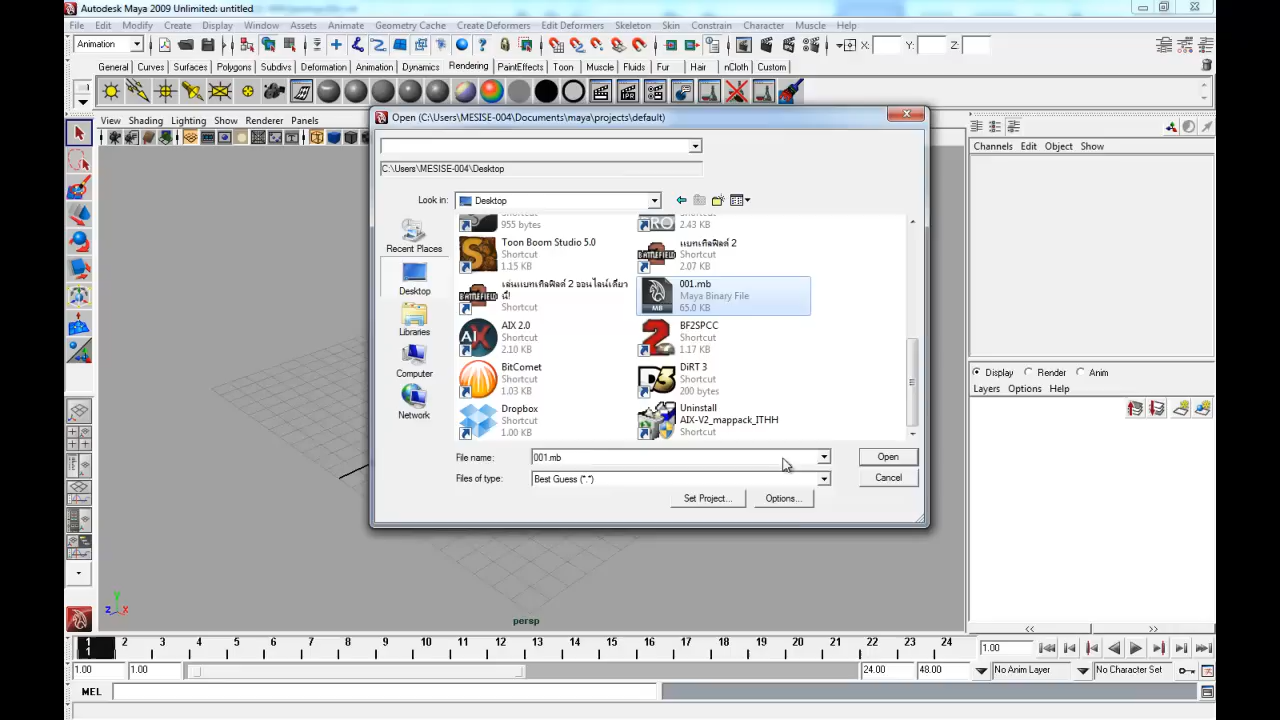 Autodesk Maya 2009 Unlimited: untitled
File Edit Modify Create Display Window Assets Animate Geometry Cache Create Deformers Edit Deformers Skeleton Skin Constrain Character Muscle Help
Animation X: Y: Z:
General Curves Surfaces Polygons Subdivs Deformation Animation Dynamics Rendering PaintEffects Toon Muscle Fluids Fur Hair nCloth Custom
View Shading Lighting Show Renderer Panels
Open (C:\Users\MESISE-004\Documents\maya\projects\default)
C:\Users\MESISE-004\Desktop
Look in: Desktop
Recent Places
Desktop
Libraries
Computer
Network
955 bytes
2.43 KB
Toon Boom Studio 5.0
Shortcut
1.15 KB
แบทเทิลฟิลด์ 2
Shortcut
2.07 KB
เล่นแบทเทิลฟิลด์ 2 ออนไลน์เดี๋ยว
นี้!
Shortcut
001.mb
Maya Binary File
65.0 KB
AIX 2.0
Shortcut
2.10 KB
BF2SPCC
Shortcut
1.17 KB
BitComet
Shortcut
1.03 KB
DiRT 3
Shortcut
200 bytes
Dropbox
Shortcut
1.00 KB
Uninstall
AIX-V2_mappack_ITHH
Shortcut
File name: 001.mb Open
Files of type: Best Guess (*.*) Cancel
Set Project... Options...
Channels Edit Object Show
Display Render Anim
Layers Options Help
y
z x
persp
1 2 3 4 5 6 7 8 9 10 11 12 13 14 15 16 17 18 19 20 21 22 23 24 1.00
1
1.00 1.00 24.00 48.00 No Anim Layer No Character Set
MEL